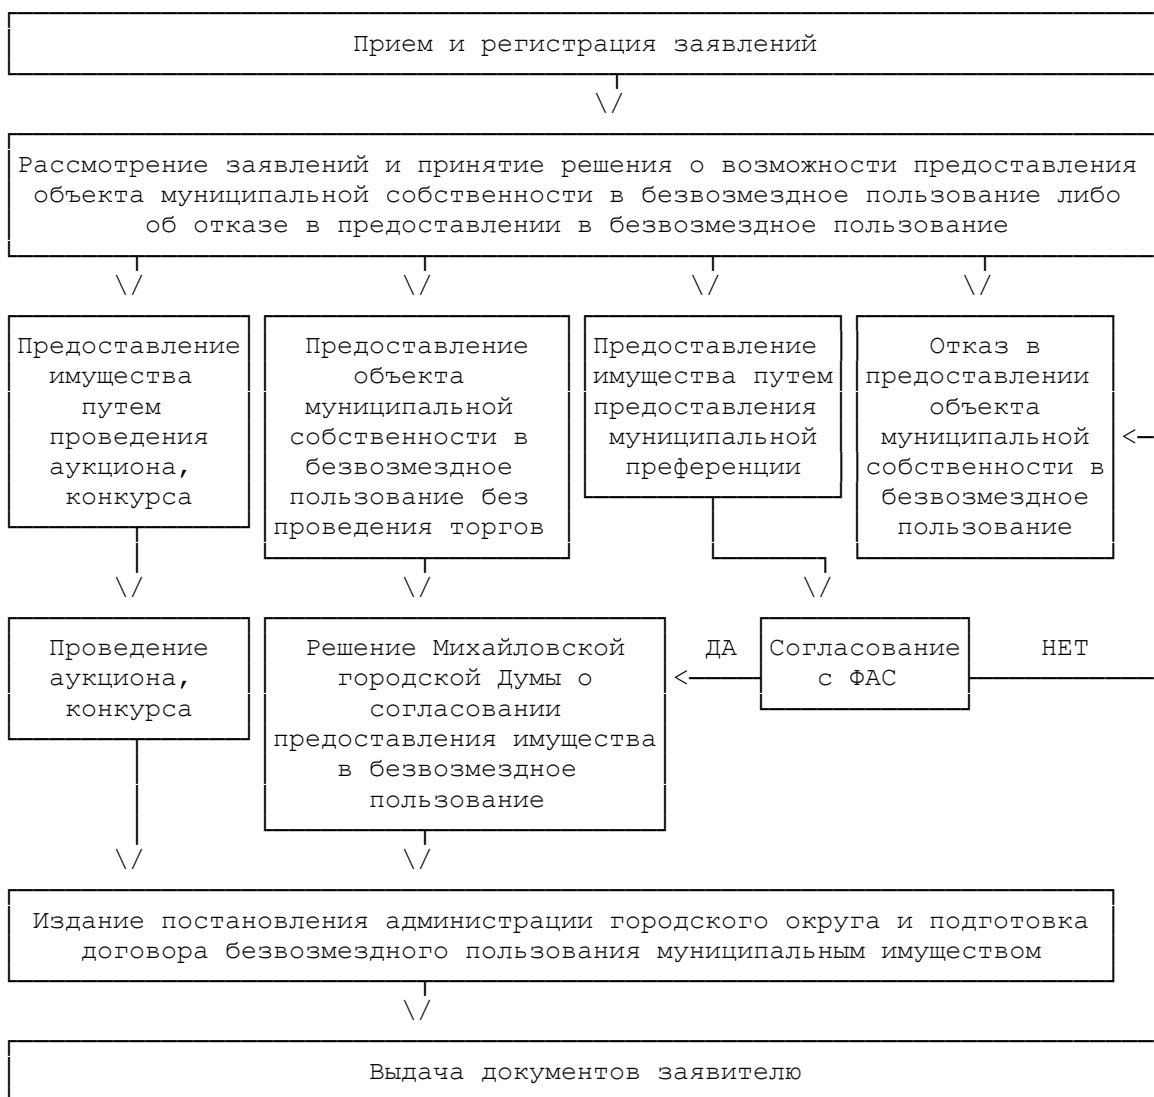 Прием и регистрация заявлений
Рассмотрение заявлений и принятие решения о возможности предоставления
объекта муниципальной собственности в безвозмездное пользование либо
об отказе в предоставлении в безвозмездное пользование
Предоставление
имущества
путем
проведения
аукциона,
конкурса
Предоставление
объекта
муниципальной
собственности в
безвозмездное
пользование без
проведения торгов
Предоставление
имущества путем
предоставления
муниципальной
преференции
Отказ в
предоставлении
объекта
муниципальной
собственности в
безвозмездное
пользование
Проведение
аукциона,
конкурса
Решение Михайловской
городской Думы о
согласовании
предоставления имущества
в безвозмездное
пользование
ДА
Согласование
с ФАС
НЕТ
Издание постановления администрации городского округа и подготовка
договора безвозмездного пользования муниципальным имуществом
Выдача документов заявителю